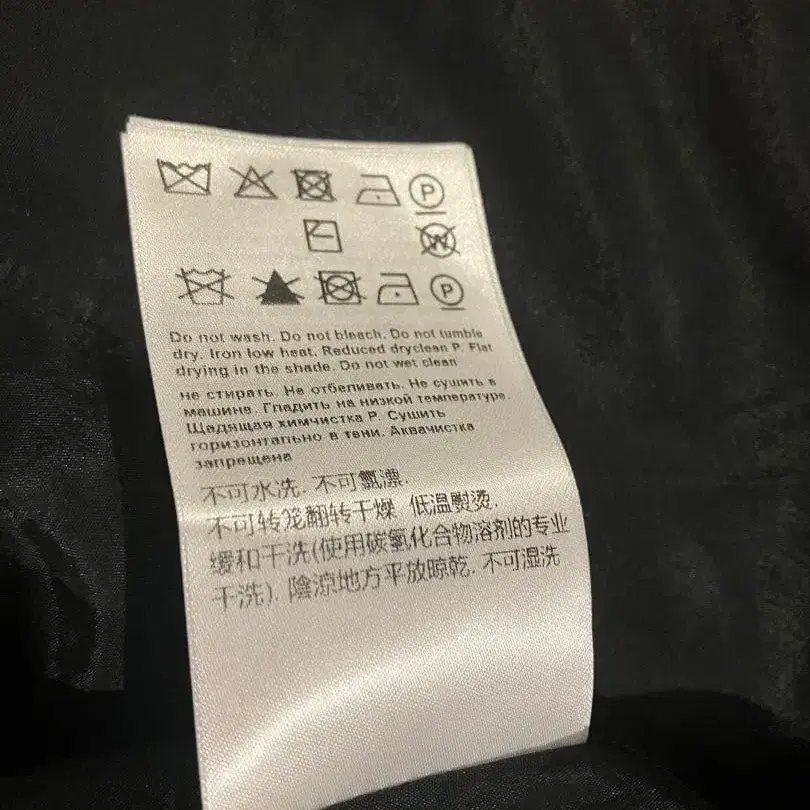 P
W
P
Do not wash. Do not bleach. Do not tumble
dry. Iron low heat. Reduced dryclean P. Flat
drying in the shade. Do not wet clean
не стирать. Не отбеливать. Не сушить в
машине. Гладить на низкой температуре.
Щадящая химчистка Р. Сушить
горизонтально в тени. Аквачистка
запрещена
不可水洗. 不可氯漂.
不可转笼翻转干燥 低温熨烫.
缓和干洗(使用碳氢化合物溶剂的专业
干洗). 陰涼地方平放晾乾. 不可湿洗